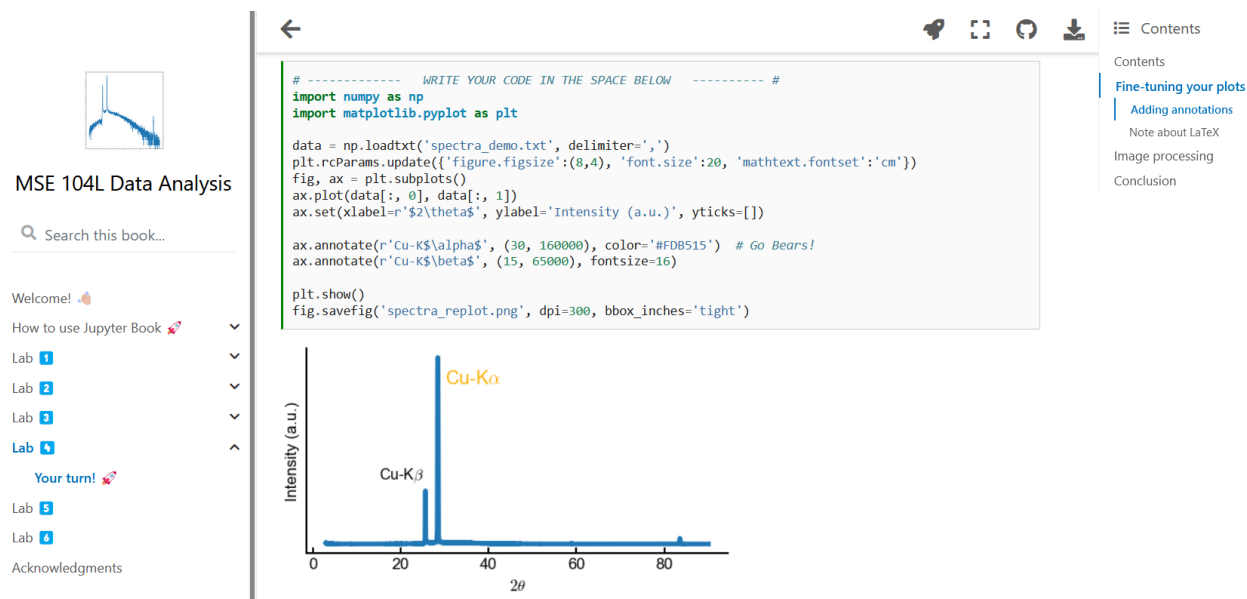 MSE 104L Data Analysis
Search this book...
Welcome! 👋🏼
How to use Jupyter Book 🚀
Lab 1️⃣
Lab 2️⃣
Lab 3️⃣
Lab 4️⃣
Your turn! 🚀
Lab 5️⃣
Lab 6️⃣
Acknowledgments
# -------------   WRITE YOUR CODE IN THE SPACE BELOW   ---------- #
import numpy as np
import matplotlib.pyplot as plt
data = np.loadtxt('spectra_demo.txt', delimiter=',')
plt.rcParams.update({'figure.figsize':(8,4), 'font.size':20, 'mathtext.fontset':'cm'})
fig, ax = plt.subplots()
ax.plot(data[:, 0], data[:, 1])
ax.set(xlabel=r'$2\theta$', ylabel='Intensity (a.u.)', yticks=[])
ax.annotate(r'Cu-K$\alpha$', (30, 160000), color='#FDB515')  # Go Bears!
ax.annotate(r'Cu-K$\beta$', (15, 65000), fontsize=16)
plt.show()
fig.savefig('spectra_replot.png', dpi=300, bbox_inches='tight')
Cu-Kα
Cu-Kβ
Intensity (a.u.)
0 20 40 60 80
2θ
Contents
Contents
Fine-tuning your plots
Adding annotations
Note about LaTeX
Image processing
Conclusion